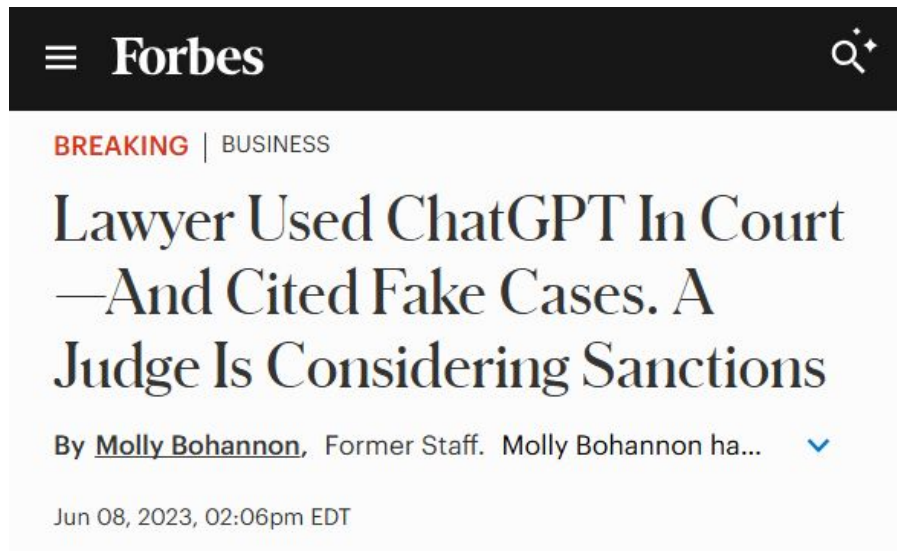 Forbes
BREAKING | BUSINESS
Lawyer Used ChatGPT In Court
—And Cited Fake Cases. A
Judge Is Considering Sanctions
By Molly Bohannon, Former Staff. Molly Bohannon ha...
Jun 08, 2023, 02:06pm EDT